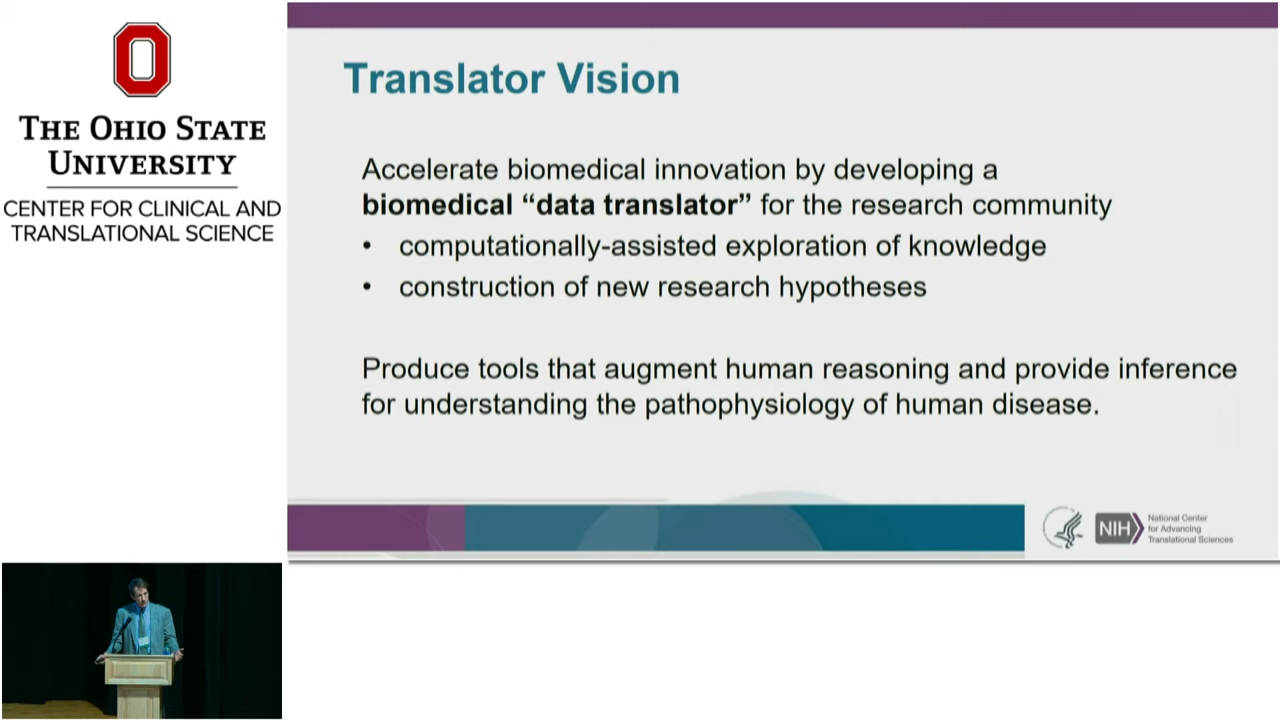 THE OHIO STATE
UNIVERSITY
CENTER FOR CLINICAL AND
TRANSLATIONAL SCIENCE
Translator Vision
Accelerate biomedical innovation by developing a
biomedical “data translator” for the research community
• computationally-assisted exploration of knowledge
• construction of new research hypotheses
Produce tools that augment human reasoning and provide inference
for understanding the pathophysiology of human disease.
NIH
National Center
for Advancing
Translational Sciences